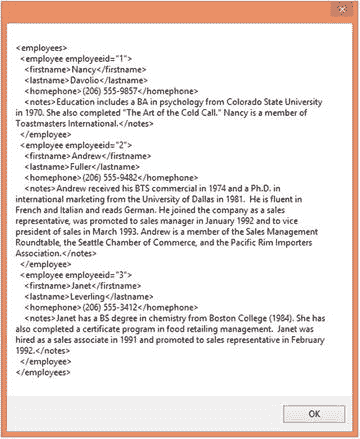 <employees>
<employee employeeid="1">
<firstname>Nancy</firstname>
<lastname>Davolio</lastname>
<homephone>(206) 555-9857</homephone>
<notes>Education includes a BA in psychology from Colorado State University
in 1970. She also completed "The Art of the Cold Call." Nancy is a member of
Toastmasters International.</notes>
</employee>
<employee employeeid="2">
<firstname>Andrew</firstname>
<lastname>Fuller</lastname>
<homephone>(206) 555-9482</homephone>
<notes>Andrew received his BTS commercial in 1974 and a Ph.D. in
international marketing from the University of Dallas in 1981. He is fluent in
French and Italian and reads German. He joined the company as a sales
representative, was promoted to sales manager in January 1992 and to vice
president of sales in March 1993. Andrew is a member of the Sales Management
Roundtable, the Seattle Chamber of Commerce, and the Pacific Rim Importers
Association.</notes>
</employee>
<employee employeeid="3">
<firstname>Janet</firstname>
<lastname>Leverling</lastname>
<homephone>(206) 555-3412</homephone>
<notes>Janet has a BS degree in chemistry from Boston College (1984). She has
also completed a certificate program in food retailing management. Janet was
hired as a sales associate in 1991 and promoted to sales representative in February
1992.</notes>
</employee>
</employees>
OK